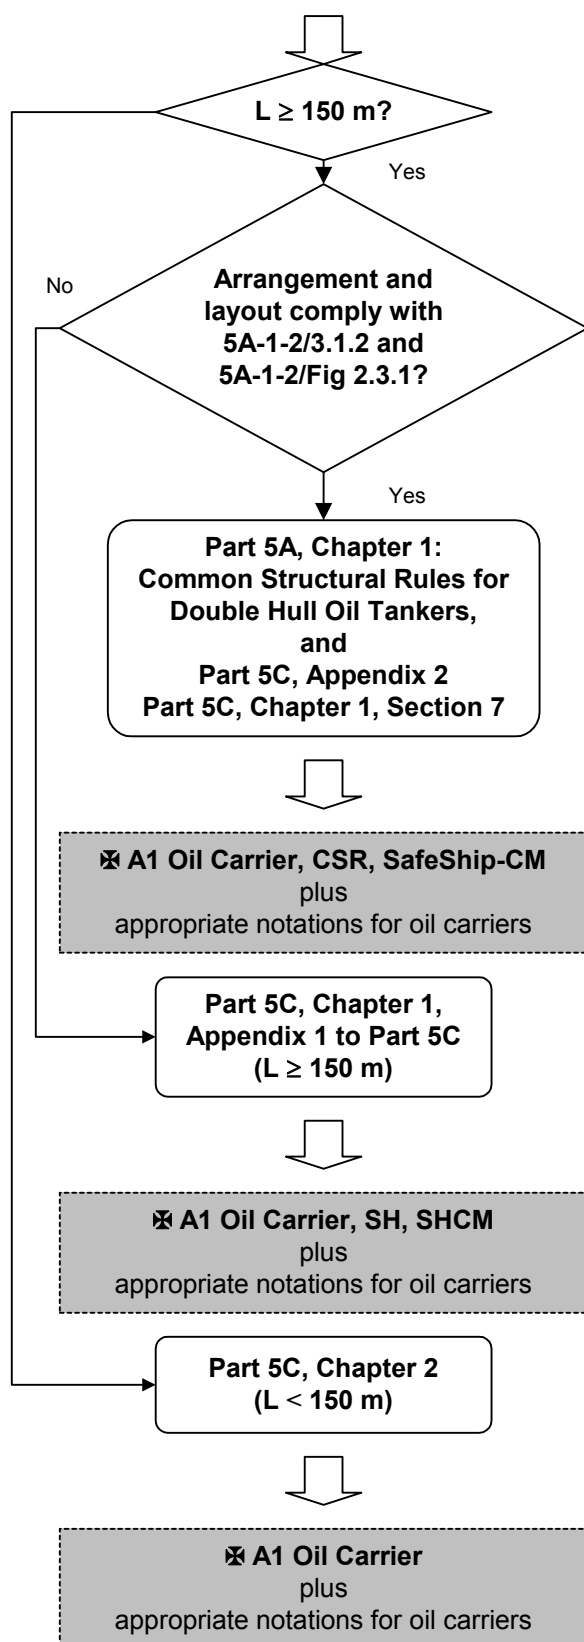 L ≥ 150 m?
Yes
No
Arrangement and
layout comply with
5A-1-2/3.1.2 and
5A-1-2/Fig 2.3.1?
Yes
Part 5A, Chapter 1:
Common Structural Rules for
Double Hull Oil Tankers,
and
Part 5C, Appendix 2
Part 5C, Chapter 1, Section 7
✠ A1 Oil Carrier, CSR, SafeShip-CM
plus
appropriate notations for oil carriers
Part 5C, Chapter 1,
Appendix 1 to Part 5C
(L ≥ 150 m)
✠ A1 Oil Carrier, SH, SHCM
plus
appropriate notations for oil carriers
Part 5C, Chapter 2
(L < 150 m)
✠ A1 Oil Carrier
plus
appropriate notations for oil carriers